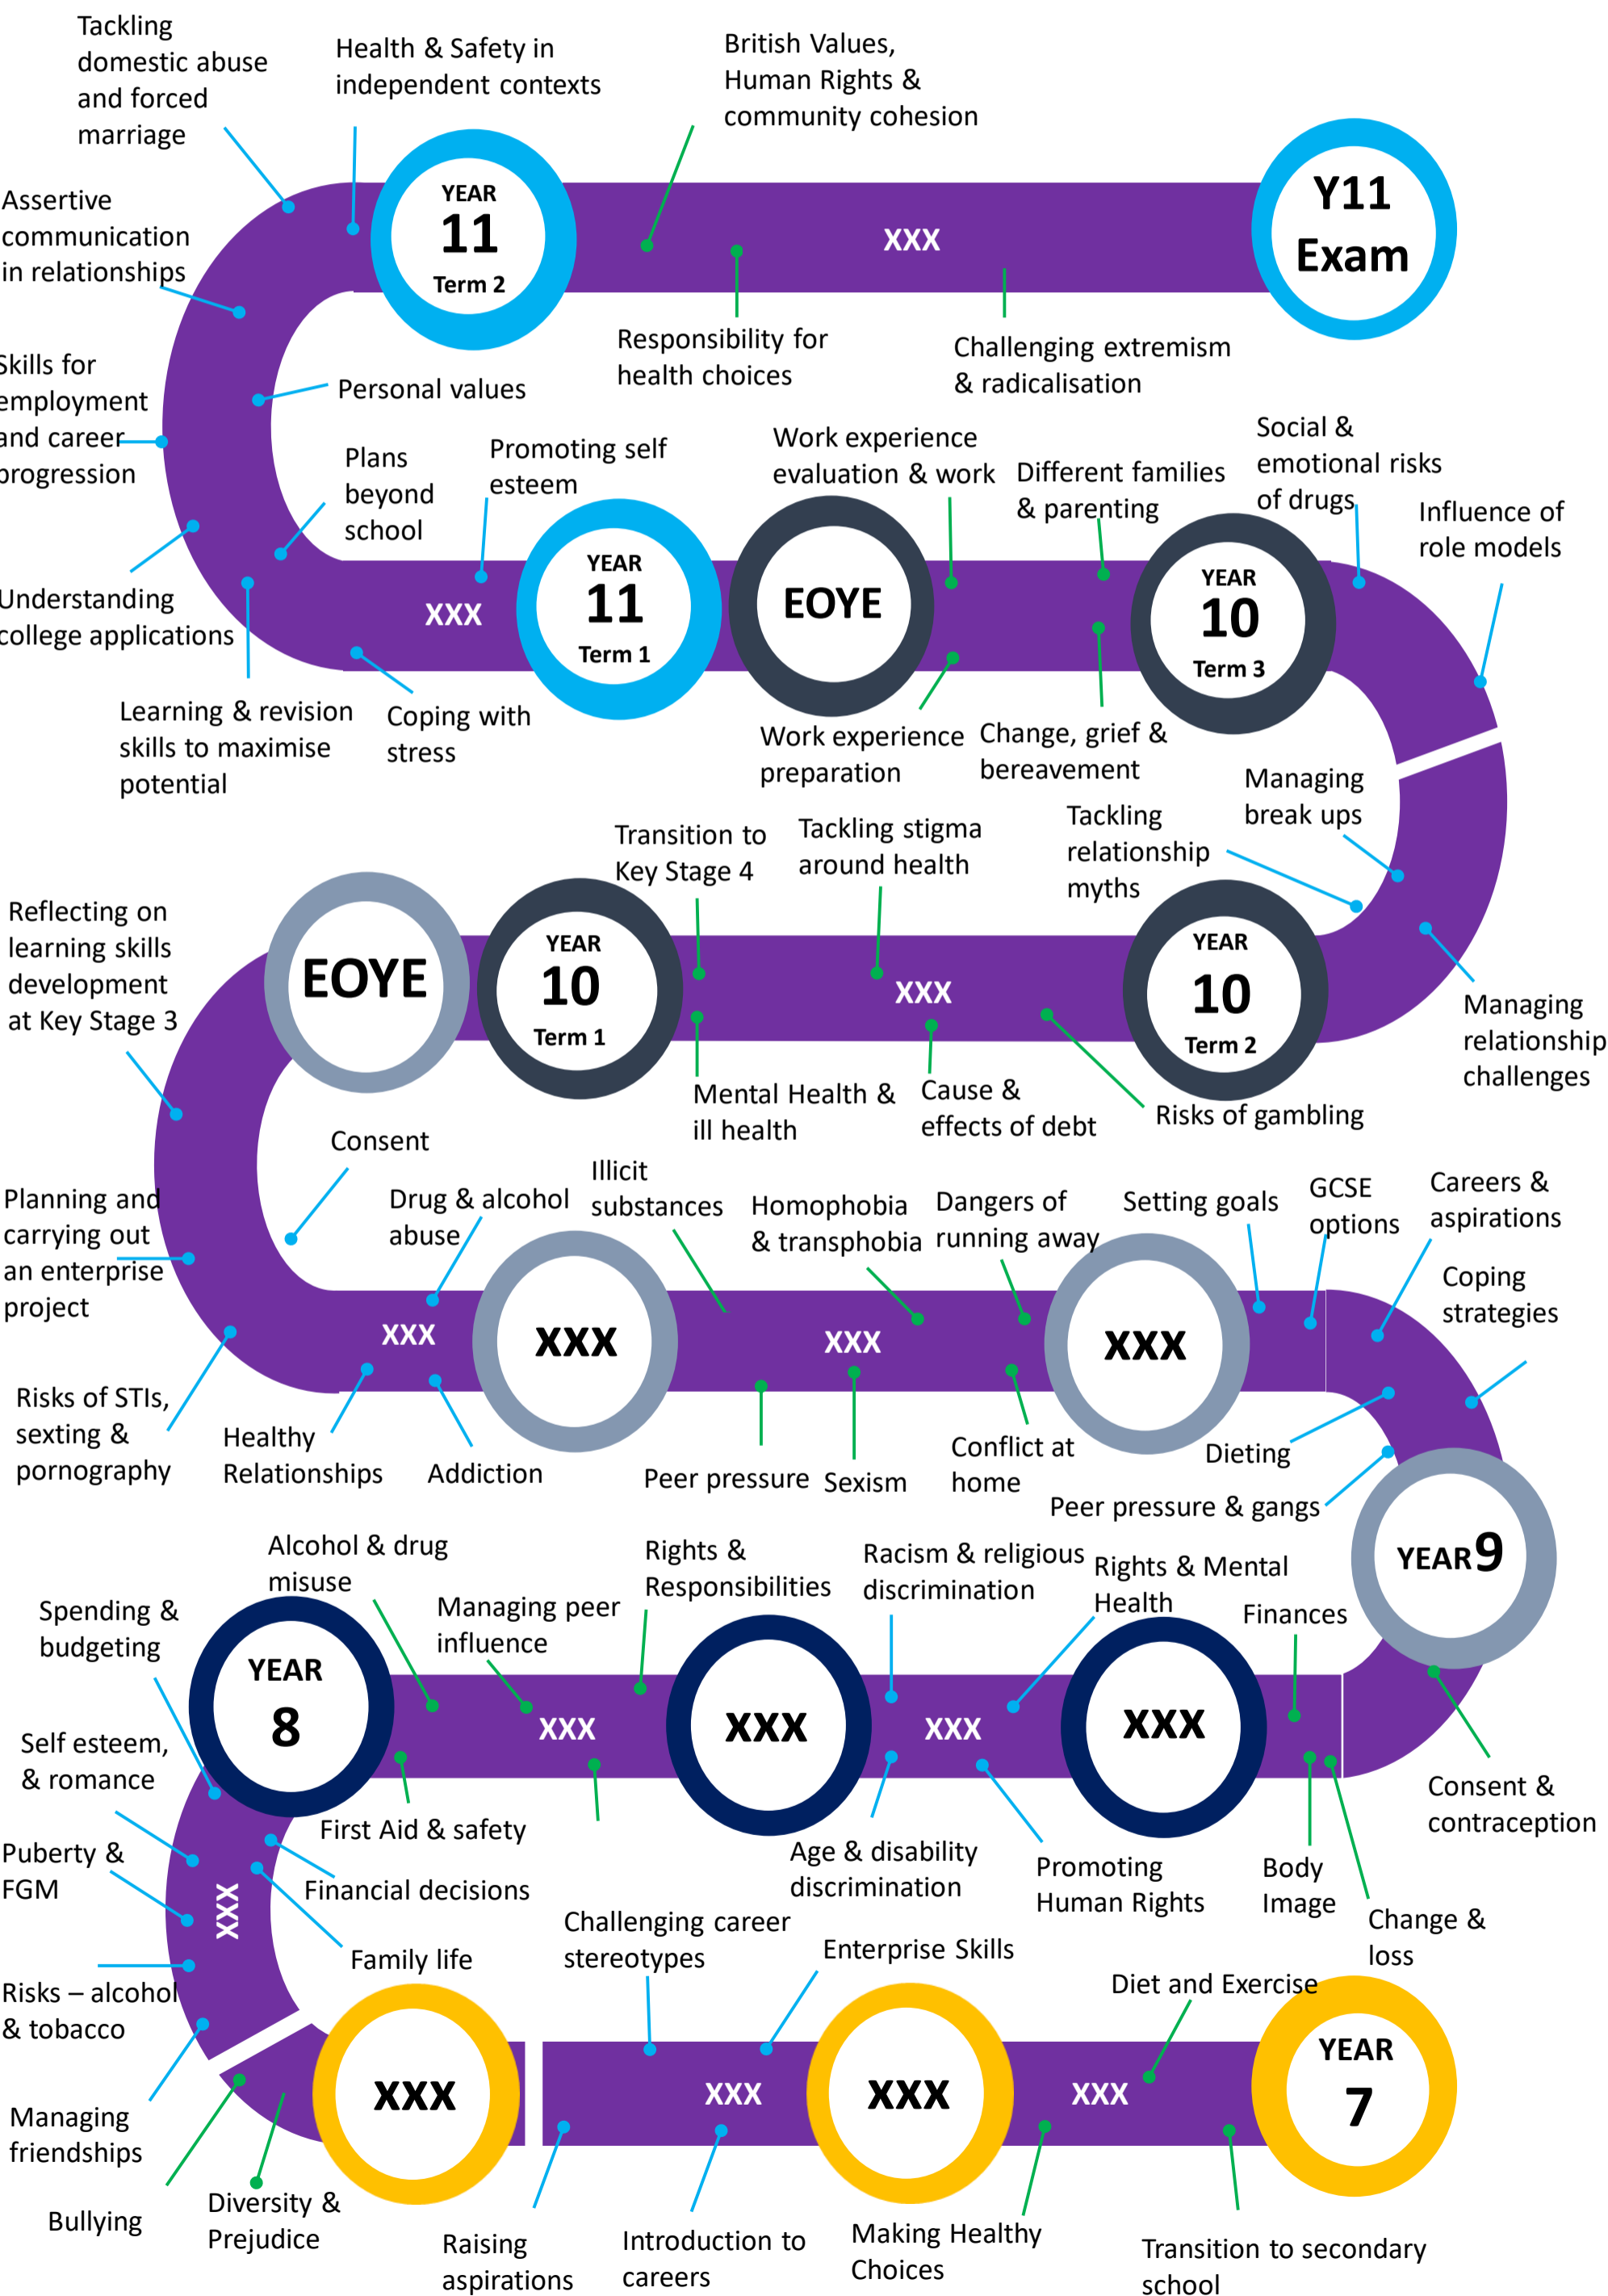 Tackling
domestic abuse
and forced
marriage
Health & Safety in
independent contexts
British Values,
Human Rights &
community cohesion
Assertive
communication
in relationships
YEAR
11
Term 2
XXX
Y11
Exam
Responsibility for
health choices
Challenging extremism
& radicalisation
Skills for
employment
and career
progression
Personal values
Plans
beyond
school
Promoting self
esteem
Work experience
evaluation & work
Different families
& parenting
Social &
emotional risks
of drugs
Influence of
role models
Understanding
college applications
XXX
YEAR
11
Term 1
EOYE
YEAR
10
Term 3
Learning & revision
skills to maximise
potential
Coping with
stress
Work experience
preparation
Change, grief &
bereavement
Managing
break ups
Tackling
relationship
myths
Transition to
Key Stage 4
Tackling stigma
around health
Reflecting on
learning skills
development
at Key Stage 3
EOYE
YEAR
10
Term 1
XXX
YEAR
10
Term 2
Managing
relationship
challenges
Mental Health &
ill health
Cause &
effects of debt
Risks of gambling
Consent
Planning and
carrying out
an enterprise
project
Drug & alcohol
abuse
Illicit
substances
Homophobia
& transphobia
Dangers of
running away
Setting goals
GCSE
options
Careers &
aspirations
Coping
strategies
XXX
XXX
XXX
XXX
Risks of STIs,
sexting &
pornography
Healthy
Relationships
Addiction
Peer pressure
Sexism
Conflict at
home
Dieting
Peer pressure & gangs
YEAR 9
Alcohol & drug
misuse
Managing peer
influence
Rights &
Responsibilities
Racism & religious
discrimination
Rights & Mental
Health
Finances
Spending &
budgeting
YEAR
8
XXX
XXX
XXX
XXX
Self esteem,
& romance
First Aid & safety
Age & disability
discrimination
Promoting
Human Rights
Body
Image
Change &
loss
Consent &
contraception
Puberty &
FGM
XXX
Financial decisions
Family life
Challenging career
stereotypes
Enterprise Skills
Diet and Exercise
Risks – alcohol
& tobacco
XXX
XXX
XXX
XXX
YEAR
7
Managing
friendships
Bullying
Diversity &
Prejudice
Raising
aspirations
Introduction to
careers
Making Healthy
Choices
Transition to secondary
school